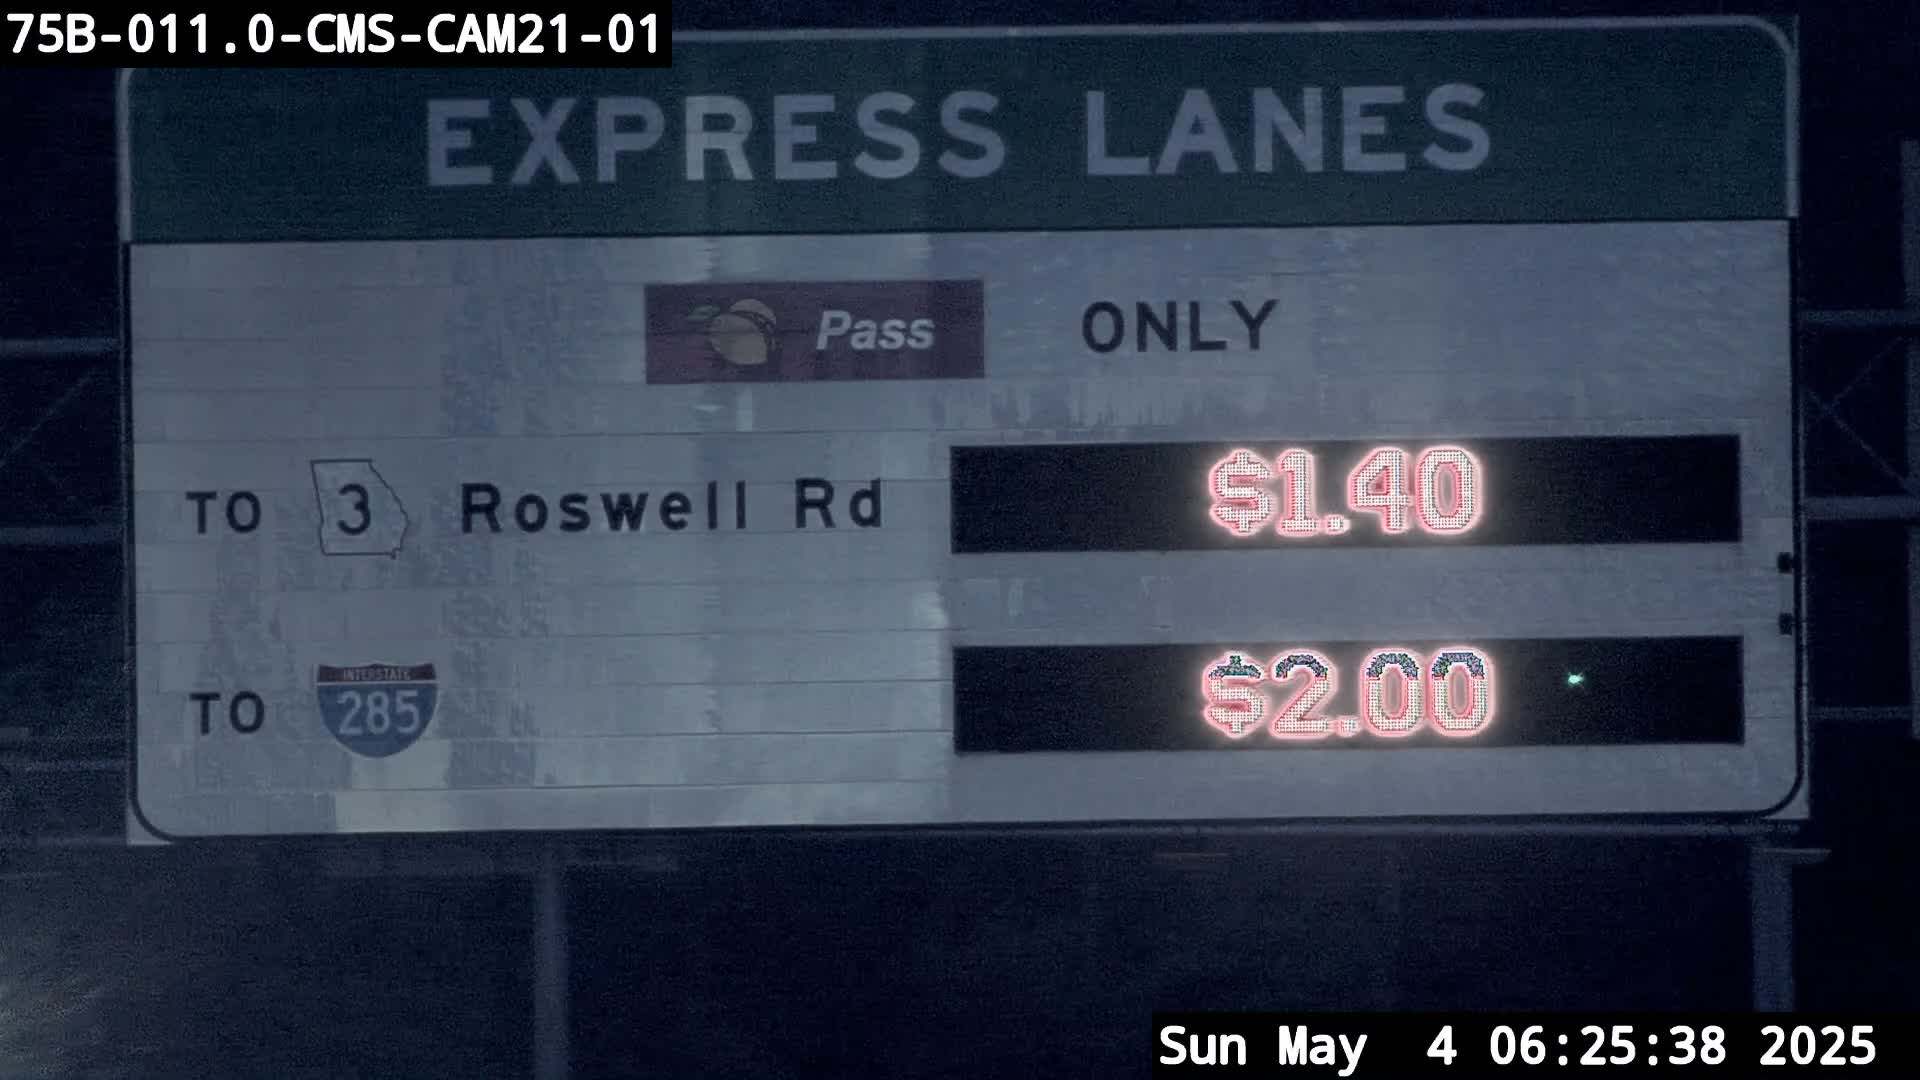 75B-011.0-CMS-CAM21-01
EXPRESS LANES
Pass ONLY
TO 3 Roswell Rd $1.40
TO INTERSTATE 285 $2.00
Sun May 4 06:25:38 2025